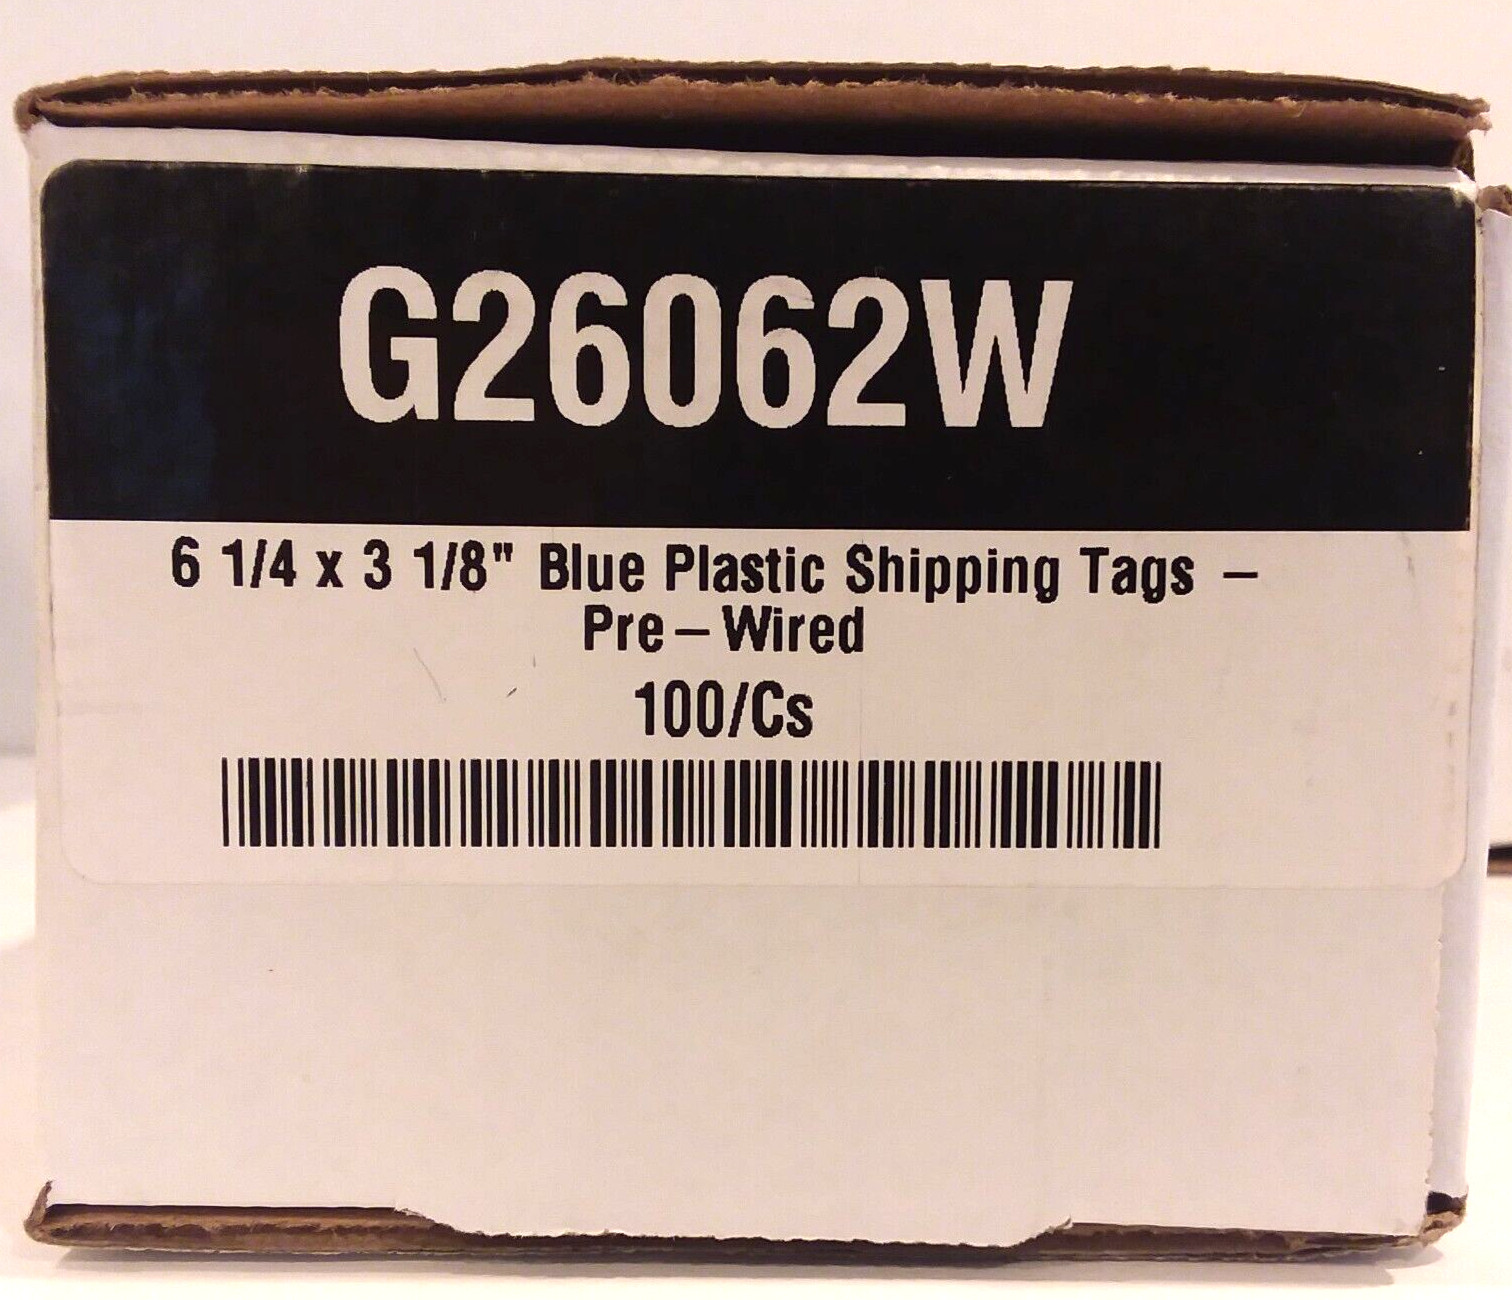 G26062W
6 1/4 x 3 1/8" Blue Plastic Shipping Tags –
Pre–Wired
100/Cs